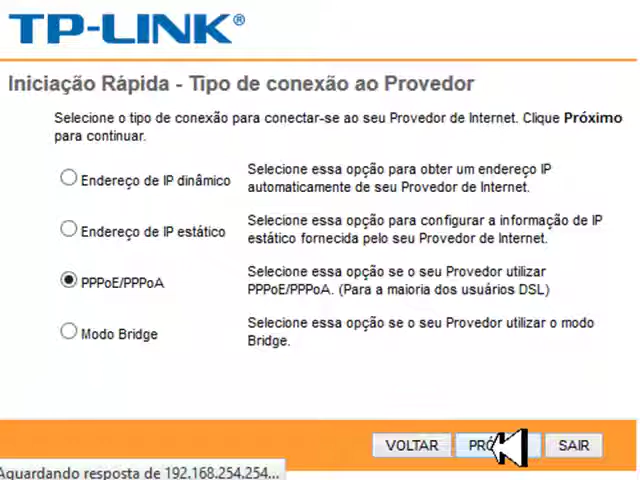 TP-LINK®
Iniciação Rápida - Tipo de conexão ao Provedor
Selecione o tipo de conexão para conectar-se ao seu Provedor de Internet. Clique Próximo
para continuar.
Endereço de IP dinâmico
Selecione essa opção para obter um endereço IP
automaticamente de seu Provedor de Internet.
Endereço de IP estático
Selecione essa opção para configurar a informação de IP
estático fornecida pelo seu Provedor de Internet.
PPPoE/PPPoA
Selecione essa opção se o seu Provedor utilizar
PPPoE/PPPoA. (Para a maioria dos usuários DSL)
Modo Bridge
Selecione essa opção se o seu Provedor utilizar o modo
Bridge.
VOLTAR
SAIR
Aguardando resposta de 192.168.254.254...